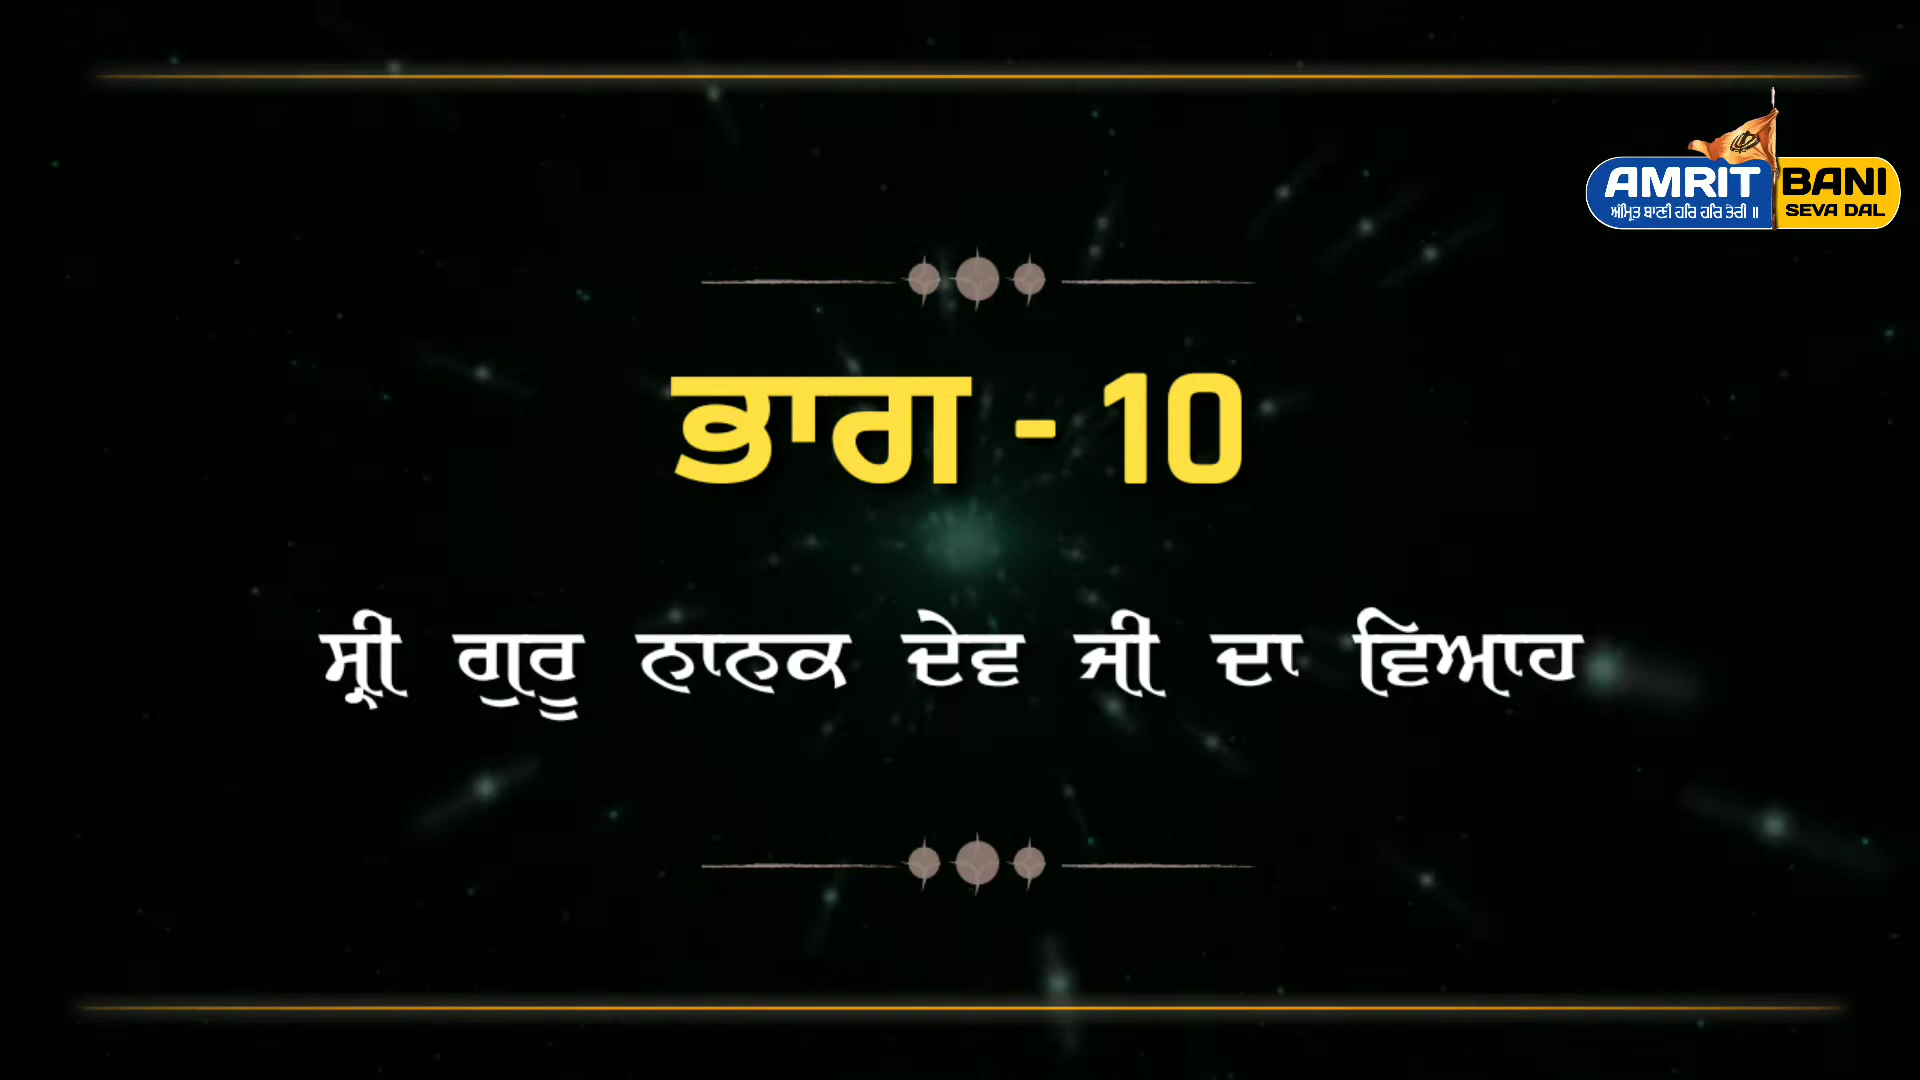 AMRIT BANI
ਅੰਮ੍ਰਿਤ ਬਾਣੀ ਹਰਿ ਹਰਿ ਤੇਰੀ ॥ SEVA DAL
ਭਾਗ - 10
ਸ੍ਰੀ ਗੁਰੂ ਨਾਨਕ ਦੇਵ ਜੀ ਦਾ ਵਿਆਹ